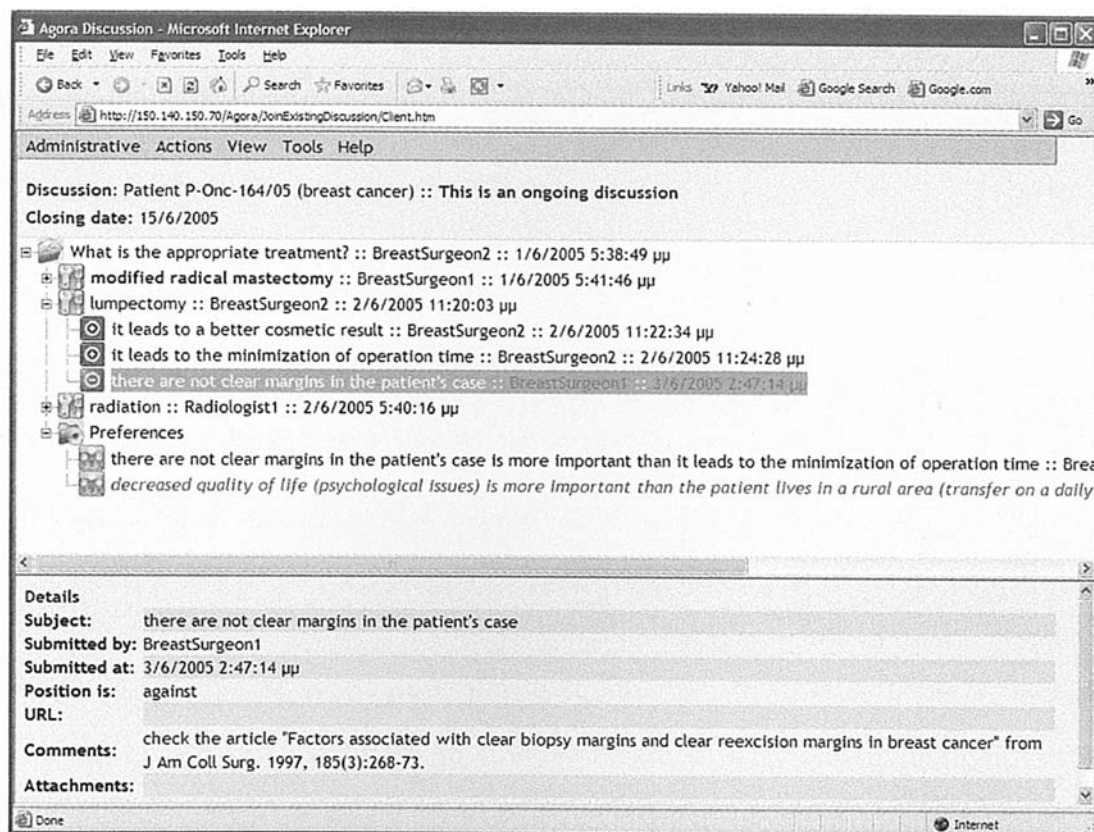 Agora Discussion - Microsoft Internet Explorer
File Edit View Favorites Tools Help
Back Search Favorites Links Yahoo! Mail Google Search Google.com »
Address http://150.140.150.70/Agora/JoinExistingDiscussion/Client.htm Go
Administrative Actions View Tools Help
Discussion: Patient P-Onc-164/05 (breast cancer) :: This is an ongoing discussion
Closing date: 15/6/2005
What is the appropriate treatment? :: BreastSurgeon2 :: 1/6/2005 5:38:49 μμ
modified radical mastectomy :: BreastSurgeon1 :: 1/6/2005 5:41:46 μμ
lumpectomy :: BreastSurgeon2 :: 2/6/2005 11:20:03 μμ
it leads to a better cosmetic result :: BreastSurgeon2 :: 2/6/2005 11:22:34 μμ
it leads to the minimization of operation time :: BreastSurgeon2 :: 2/6/2005 11:24:28 μμ
there are not clear margins in the patient's case :: BreastSurgeon1 :: 3/6/2005 2:47:14 μμ
radiation :: Radiologist1 :: 2/6/2005 5:40:16 μμ
Preferences
there are not clear margins in the patient's case is more important than it leads to the minimization of operation time :: Brea
decreased quality of life (psychological issues) is more important than the patient lives in a rural area (transfer on a daily
Details
Subject: there are not clear margins in the patient's case
Submitted by: BreastSurgeon1
Submitted at: 3/6/2005 2:47:14 μμ
Position is: against
URL:
Comments: check the article "Factors associated with clear biopsy margins and clear reexcision margins in breast cancer" from
J Am Coll Surg. 1997, 185(3):268-73.
Attachments:
Done Internet